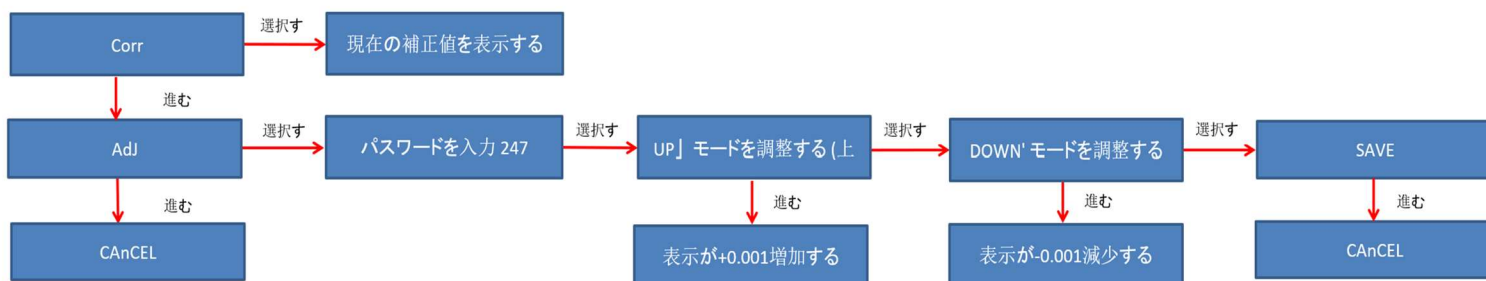 Corr
選択す
現在の補正値を表示する
進む
AdJ
選択す
パスワードを入力 247
選択す
UP」モードを調整する (上
選択す
DOWN' モードを調整する
選択す
SAVE
進む
進む
進む
進む
CAnCEL
表示が+0.001増加する
表示が-0.001減少する
CAnCEL